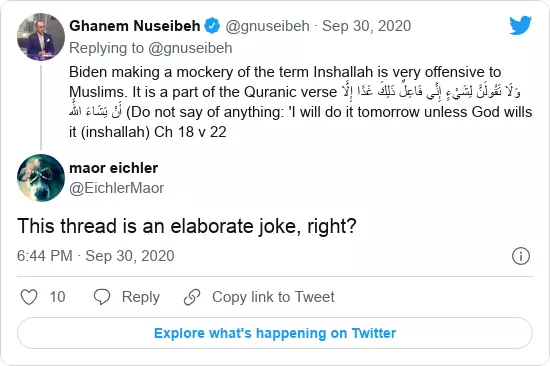 Ghanem Nuseibeh @gnuseibeh · Sep 30, 2020
Replying to @gnuseibeh
Biden making a mockery of the term Inshallah is very offensive to
Muslims. It is a part of the Quranic verse وَلَا تَقُولَنَّ لِشَيْءٍ إِنِّي فَاعِلٌ ذَٰلِكَ غَدًا إِلَّا
أَنْ يَشَاءَ اللَّهُ (Do not say of anything: 'I will do it tomorrow unless God wills
it (inshallah) Ch 18 v 22
maor eichler
@EichlerMaor
This thread is an elaborate joke, right?
6:44 PM · Sep 30, 2020
10 Reply Copy link to Tweet
Explore what's happening on Twitter